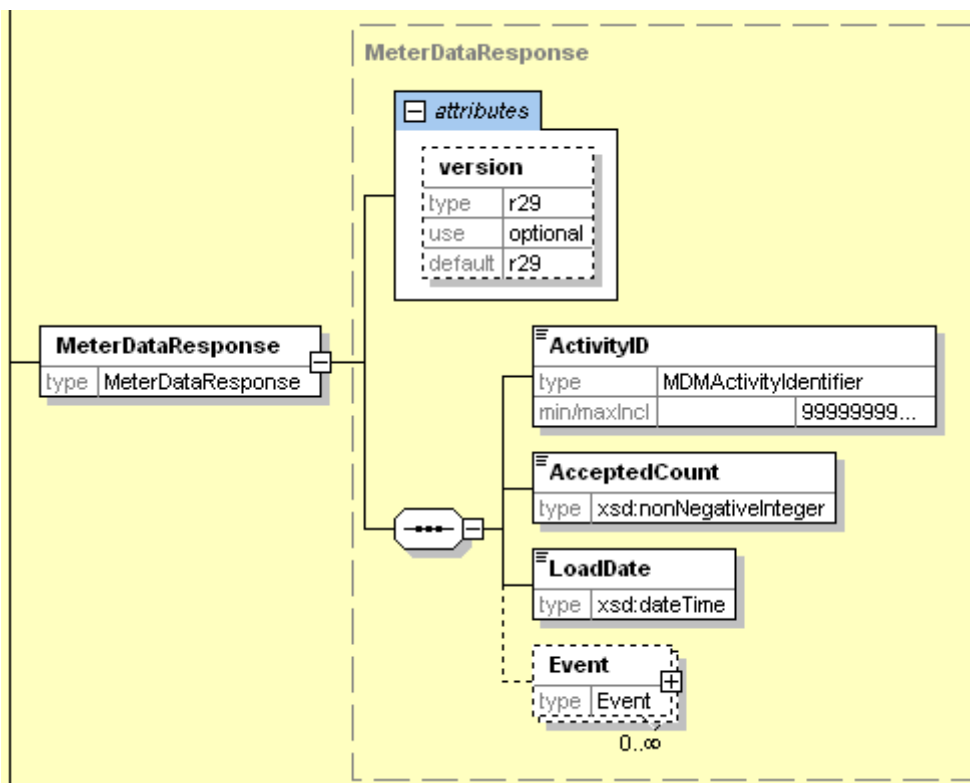 MeterDataResponse
attributes
version
type r29
use optional
default r29
MeterDataResponse
type MeterDataResponse
ActivityID
type MDMActivityIdentifier
min/maxIncl 99999999...
AcceptedCount
type xsd:nonNegativeInteger
LoadDate
type xsd:dateTime
Event
type Event
0..∞